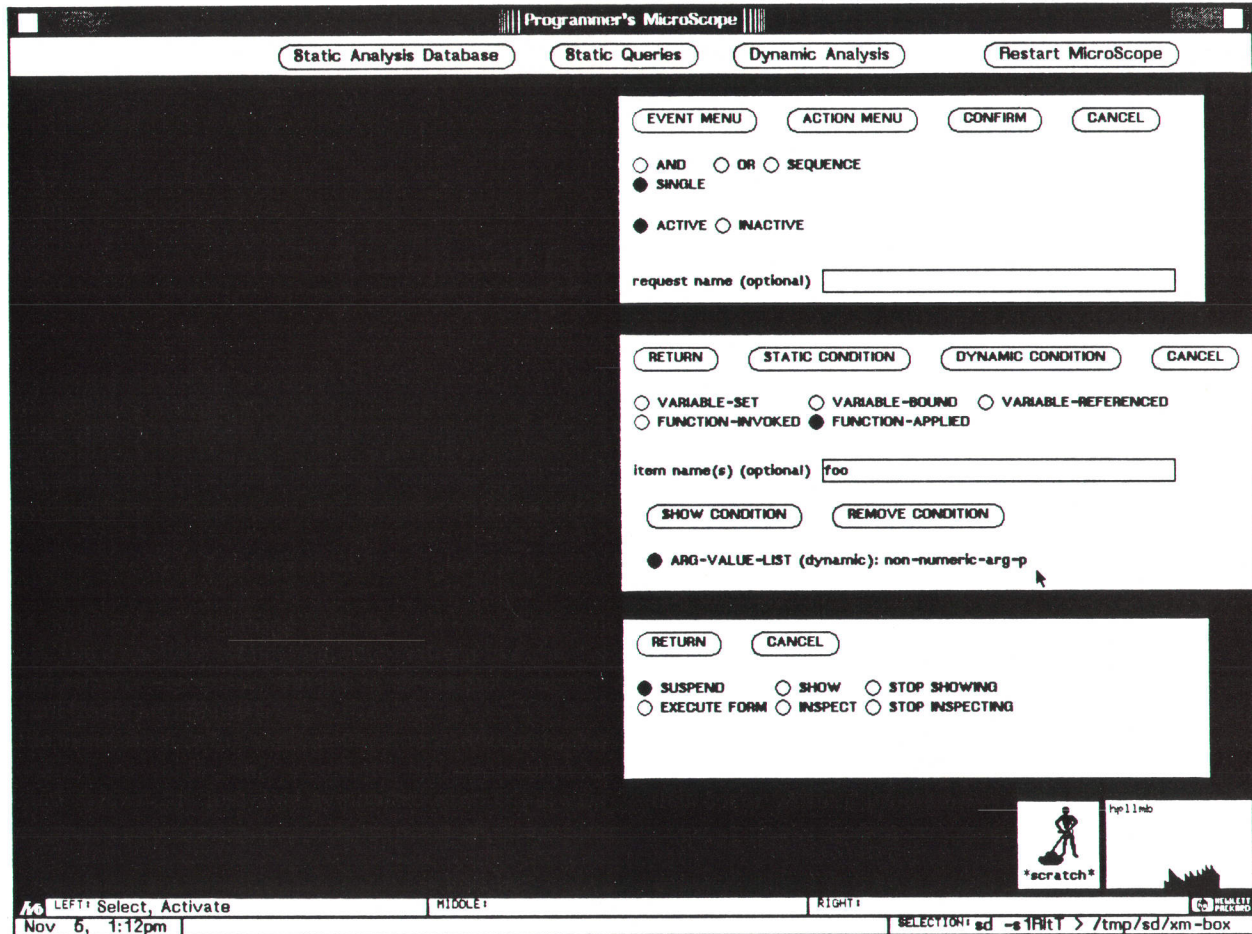 Programmer's MicroScope
Static Analysis Database Static Queries Dynamic Analysis Restart MicroScope
EVENT MENU ACTION MENU CONFIRM CANCEL
AND OR SEQUENCE
SINGLE
ACTIVE INACTIVE
request name (optional)
RETURN STATIC CONDITION DYNAMIC CONDITION CANCEL
VARIABLE-SET VARIABLE-BOUND VARIABLE-REFERENCED
FUNCTION-INVOKED FUNCTION-APPLIED
item name(s) (optional) foo
SHOW CONDITION REMOVE CONDITION
ARG-VALUE-LIST (dynamic): non-numeric-arg-p
RETURN CANCEL
SUSPEND SHOW STOP SHOWING
EXECUTE FORM INSPECT STOP INSPECTING
hpllmb
*scratch*
LEFT: Select, Activate MIDDLE: RIGHT: HEWLETT PACKARD
Nov 5, 1:12pm SELECTION: sd -s1RltT > /tmp/sd/xm-box